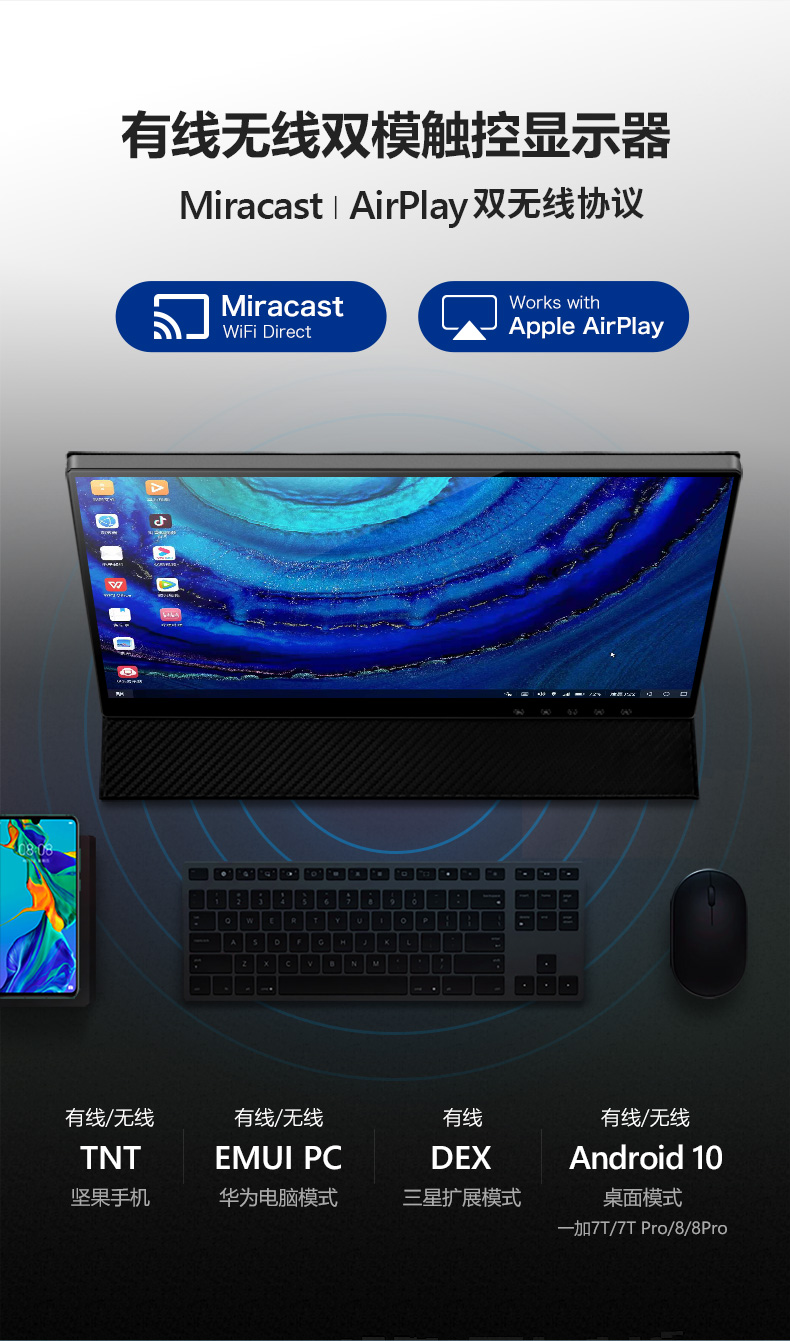 有线无线双模触控显示器
Miracast | AirPlay双无线协议
Miracast
WiFi Direct
Works with
Apple AirPlay
08:08
有线/无线
TNT
坚果手机
有线/无线
EMUI PC
华为电脑模式
有线
DEX
三星扩展模式
有线/无线
Android 10
桌面模式
一加7T/7T Pro/8/8Pro